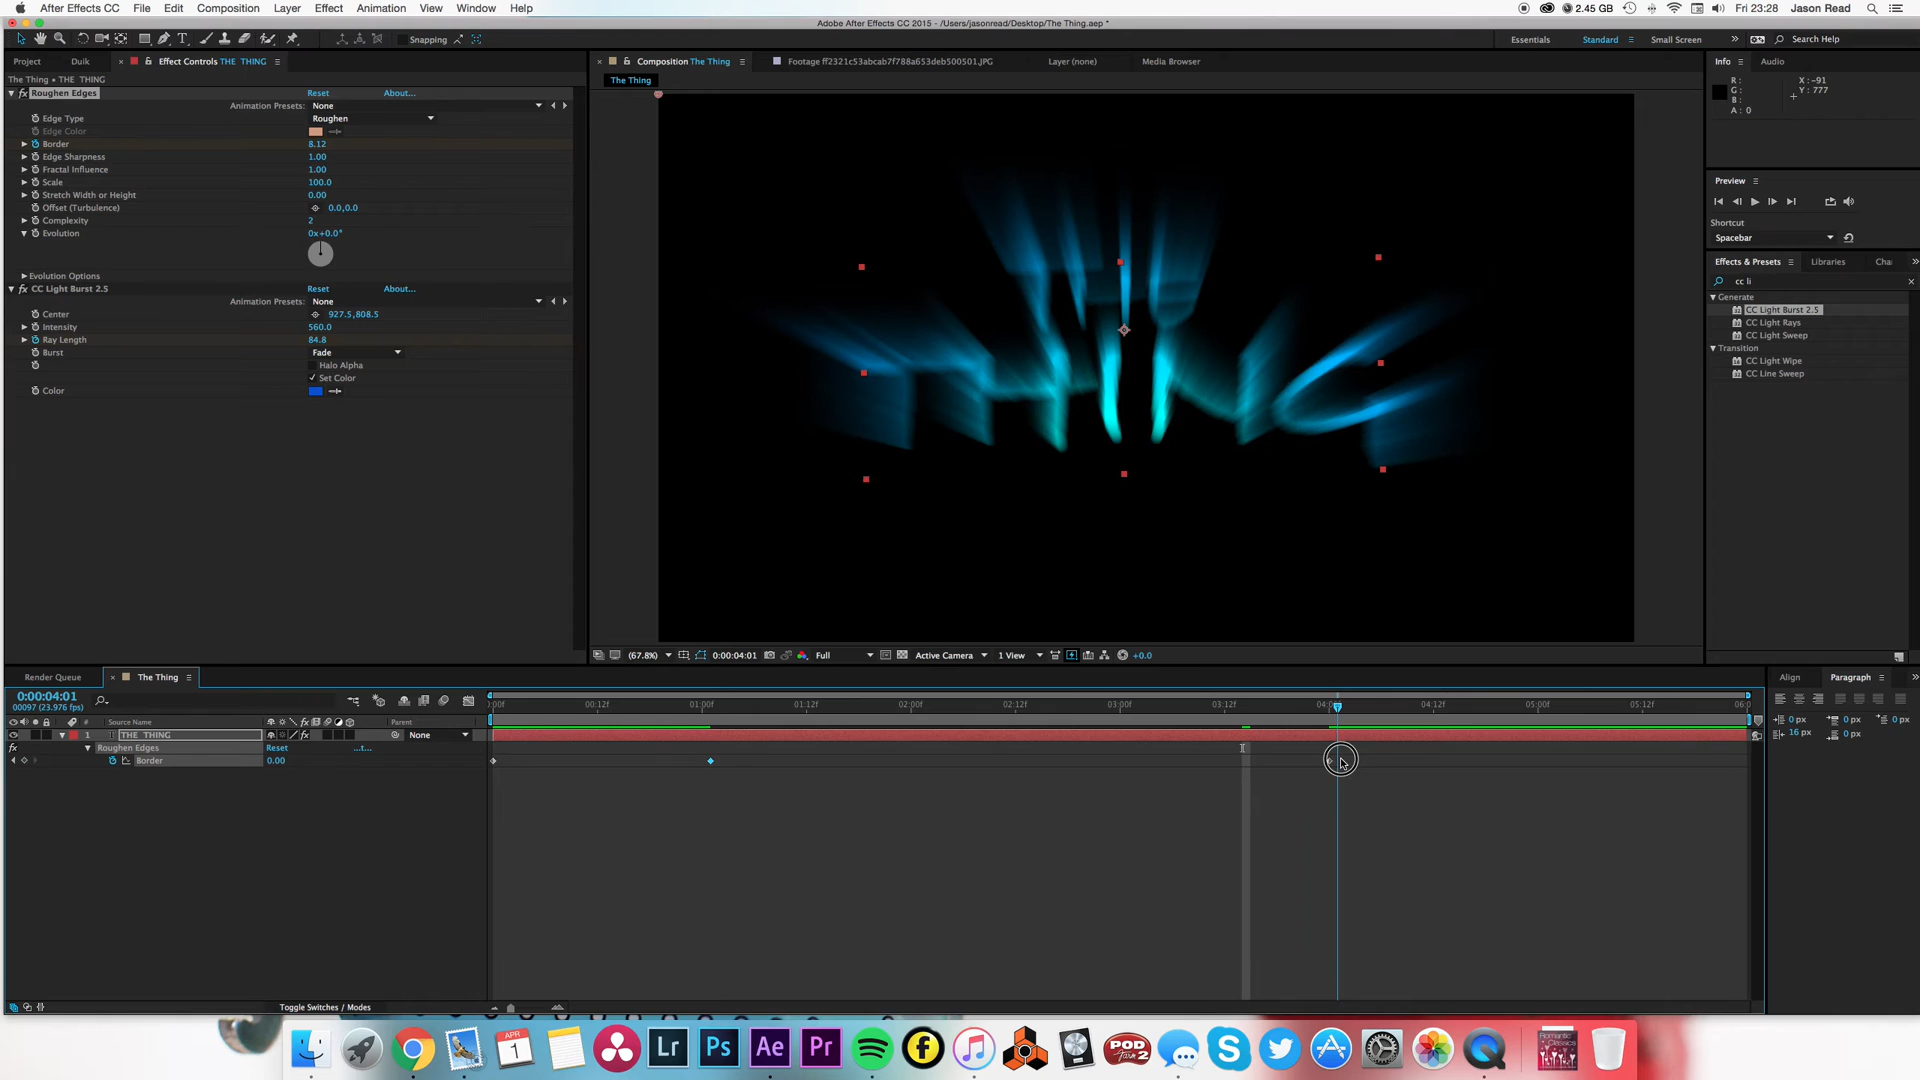 After Effects CC File Edit Composition Layer Effect Animation View Window Help 2.45 GB Fri 23:28 Jason Read
Adobe After Effects CC 2015 - /Users/jasonread/Desktop/The Thing.aep *
Snapping Essentials Standard Small Screen Search Help
Project Duik Effect Controls THE THING Composition The Thing Footage ff2321c53abcab7f788a653deb500501.JPG Layer (none) Media Browser Info Audio
The Thing • THE THING
The Thing
Roughen Edges Reset About...
Animation Presets: None
Edge Type Roughen
Edge Color
Border 8.12
Edge Sharpness 1.00
Fractal Influence 1.00
Scale 100.0
Stretch Width or Height 0.00
Offset (Turbulence) 0.0,0.0
Complexity 2
Evolution 0x+0.0°
Evolution Options
CC Light Burst 2.5 Reset About...
Animation Presets: None
Center 927.5,808.5
Intensity 560.0
Ray Length 84.8
Burst Fade
Halo Alpha
Set Color
Color
R : X : -91
G : Y : 777
B :
A : 0
Preview
Shortcut
Spacebar
Effects & Presets Libraries Cha
cc li
Generate
CC Light Burst 2.5
CC Light Rays
CC Light Sweep
Transition
CC Light Wipe
CC Line Sweep
(67.8%) 0:00:04:01 Full Active Camera 1 View +0.0
Render Queue The Thing
0:00:04:01
00097 (23.976 fps)
:00f 00:12f 01:00f 01:12f 02:00f 02:12f 03:00f 03:12f 04:0 04:12f 05:00f 05:12f 06:0
# Source Name Parent
1 THE THING None
Roughen Edges Reset ...t...
Border 0.00
Toggle Switches / Modes
Align Paragraph
0 px 0 px 0 px
16 px 0 px
APR
1
Lr Ps Ae Pr
POD
Farm 2
Romantic
Classics